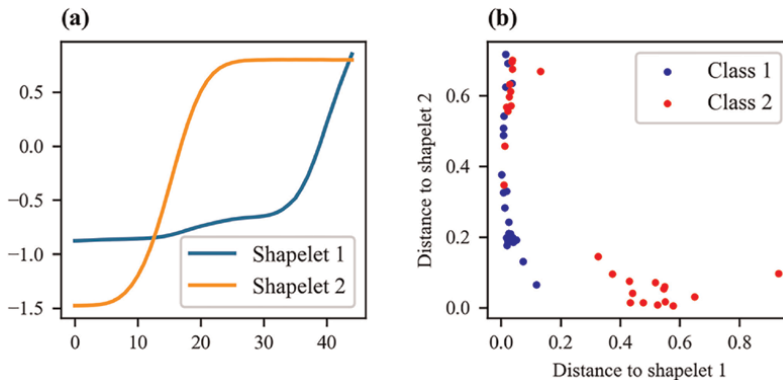 (a)
0.5
0.0
−0.5
−1.0
−1.5
0
20
40
Shapelet 1
Shapelet 2
(b)
Distance to shapelet 2
0.6
0.4
0.2
0.0
0.0
0.2
0.4
0.6
0.8
Distance to shapelet 1
Class 1
Class 2